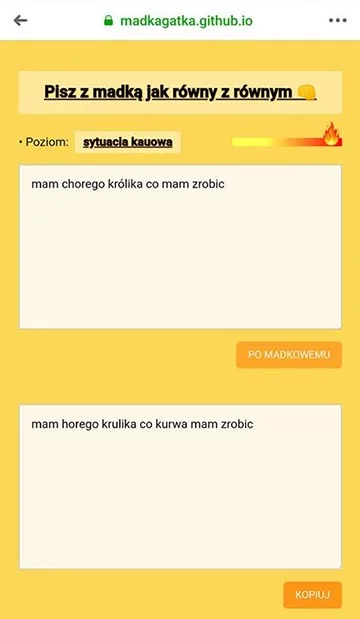 madkagatka.github.io
Pisz z madką jak równy z równym 👊
• Poziom: sytuacja kauowa
mam chorego królika co mam zrobic
PO MADKOWEMU
mam horego krulika co kurwa mam zrobic
KOPIUJ